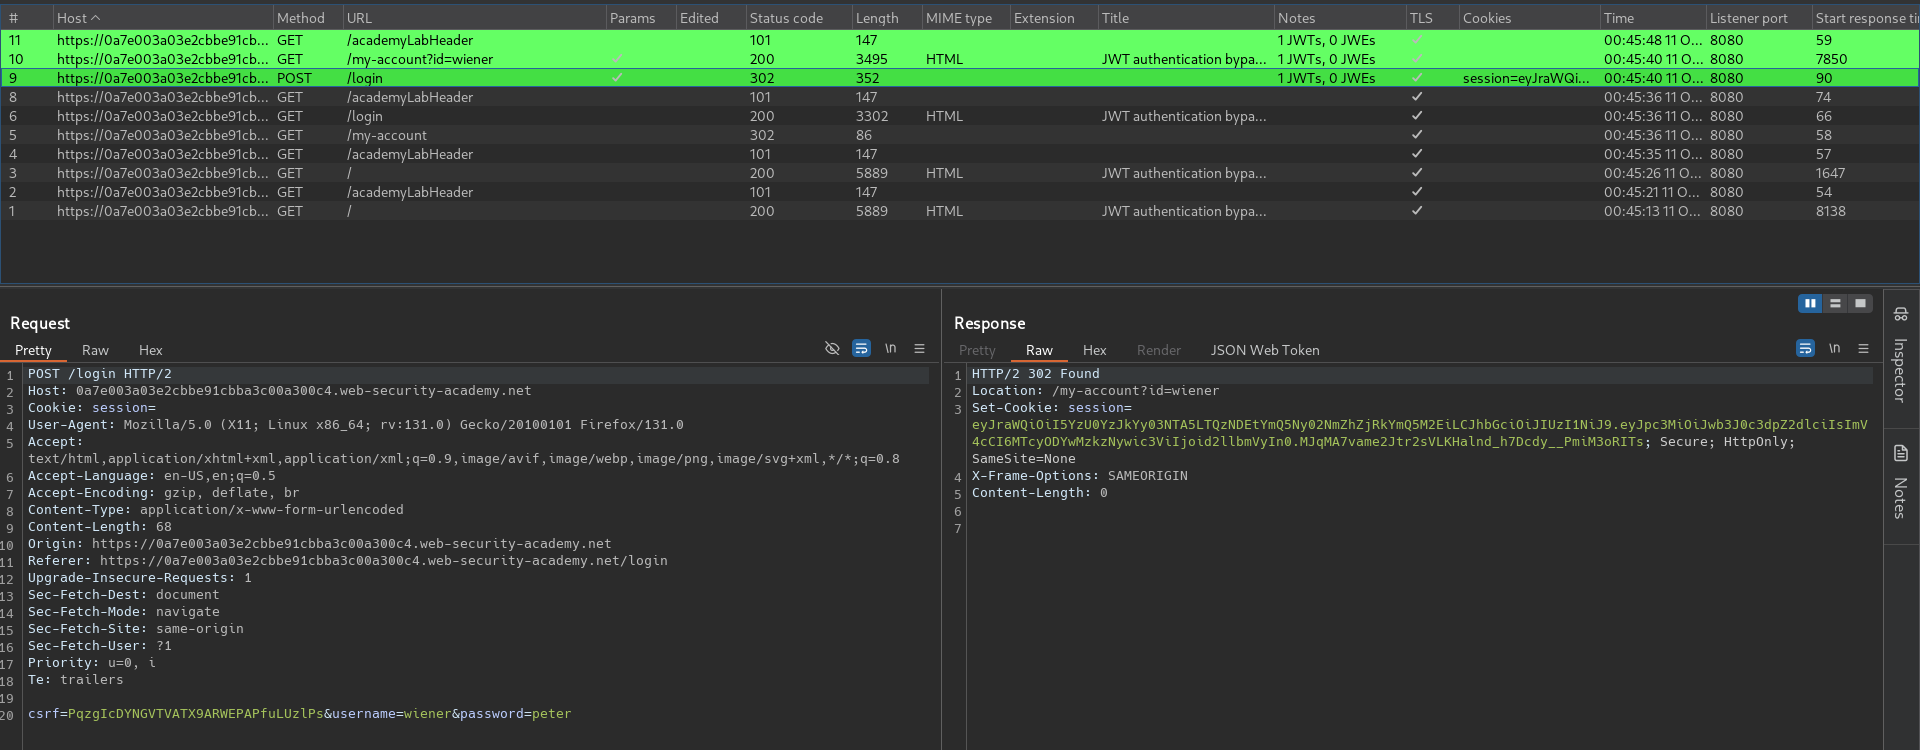 # Host Method URL Params Edited Status code Length MIME type Extension Title Notes TLS Cookies Time Listener port Start response ti
11 https://0a7e003a03e2cbbe91cb... GET /academyLabHeader 101 147 1 JWTs, 0 JWEs 00:45:48 11 O... 8080 59
10 https://0a7e003a03e2cbbe91cb... GET /my-account?id=wiener 200 3495 HTML JWT authentication bypa... 1 JWTs, 0 JWEs 00:45:40 11 O... 8080 7850
9 https://0a7e003a03e2cbbe91cb... POST /login ✓ 302 352 1 JWTs, 0 JWEs session=eyJraWQi... 00:45:40 11 O... 8080 90
8 https://0a7e003a03e2cbbe91cb... GET /academyLabHeader 101 147 ✓ 00:45:36 11 O... 8080 74
6 https://0a7e003a03e2cbbe91cb... GET /login 200 3302 HTML JWT authentication bypa... ✓ 00:45:36 11 O... 8080 66
5 https://0a7e003a03e2cbbe91cb... GET /my-account 302 86 ✓ 00:45:36 11 O... 8080 58
4 https://0a7e003a03e2cbbe91cb... GET /academyLabHeader 101 147 ✓ 00:45:35 11 O... 8080 57
3 https://0a7e003a03e2cbbe91cb... GET / 200 5889 HTML JWT authentication bypa... ✓ 00:45:26 11 O... 8080 1647
2 https://0a7e003a03e2cbbe91cb... GET /academyLabHeader 101 147 ✓ 00:45:21 11 O... 8080 54
1 https://0a7e003a03e2cbbe91cb... GET / 200 5889 HTML JWT authentication bypa... ✓ 00:45:13 11 O... 8080 8138
Request
Pretty Raw Hex \n
1 POST /login HTTP/2
2 Host: 0a7e003a03e2cbbe91cbba3c00a300c4.web-security-academy.net
3 Cookie: session=
4 User-Agent: Mozilla/5.0 (X11; Linux x86_64; rv:131.0) Gecko/20100101 Firefox/131.0
5 Accept:
text/html,application/xhtml+xml,application/xml;q=0.9,image/avif,image/webp,image/png,image/svg+xml,*/*;q=0.8
6 Accept-Language: en-US,en;q=0.5
7 Accept-Encoding: gzip, deflate, br
8 Content-Type: application/x-www-form-urlencoded
9 Content-Length: 68
10 Origin: https://0a7e003a03e2cbbe91cbba3c00a300c4.web-security-academy.net
11 Referer: https://0a7e003a03e2cbbe91cbba3c00a300c4.web-security-academy.net/login
12 Upgrade-Insecure-Requests: 1
13 Sec-Fetch-Dest: document
14 Sec-Fetch-Mode: navigate
15 Sec-Fetch-Site: same-origin
16 Sec-Fetch-User: ?1
17 Priority: u=0, i
18 Te: trailers
19
20 csrf=PqzgIcDYNGVTVATX9ARWEPAPfuLUzlPs&username=wiener&password=peter
Response
Pretty Raw Hex Render JSON Web Token \n
1 HTTP/2 302 Found
2 Location: /my-account?id=wiener
3 Set-Cookie: session=
eyJraWQiOiI5YzU0YzJkYy03NTA5LTQzNDEtYmQ5Ny02NmZhZjRkYmQ5M2EiLCJhbGciOiJIUzI1NiJ9.eyJpc3MiOiJwb3J0c3dpZ2dlciIsImV
4cCI6MTcyODYwMzkzNywic3ViIjoid2llbmVyIn0.MJqMA7vame2Jtr2sVLKHalnd_h7Dcdy__PmiM3oRITs; Secure; HttpOnly;
SameSite=None
4 X-Frame-Options: SAMEORIGIN
5 Content-Length: 0
6
7
Inspector
Notes